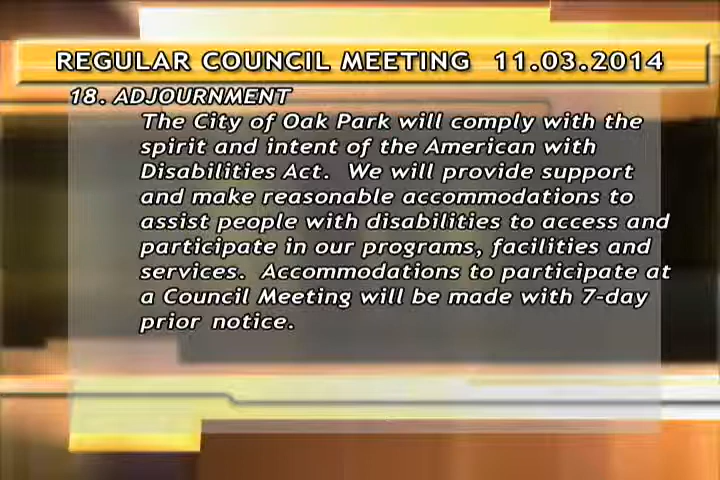 REGULAR COUNCIL MEETING 11.03.2014
18. ADJOURNMENT
The City of Oak Park will comply with the
spirit and intent of the American with
Disabilities Act. We will provide support
and make reasonable accommodations to
assist people with disabilities to access and
participate in our programs, facilities and
services. Accommodations to participate at
a Council Meeting will be made with 7-day
prior notice.